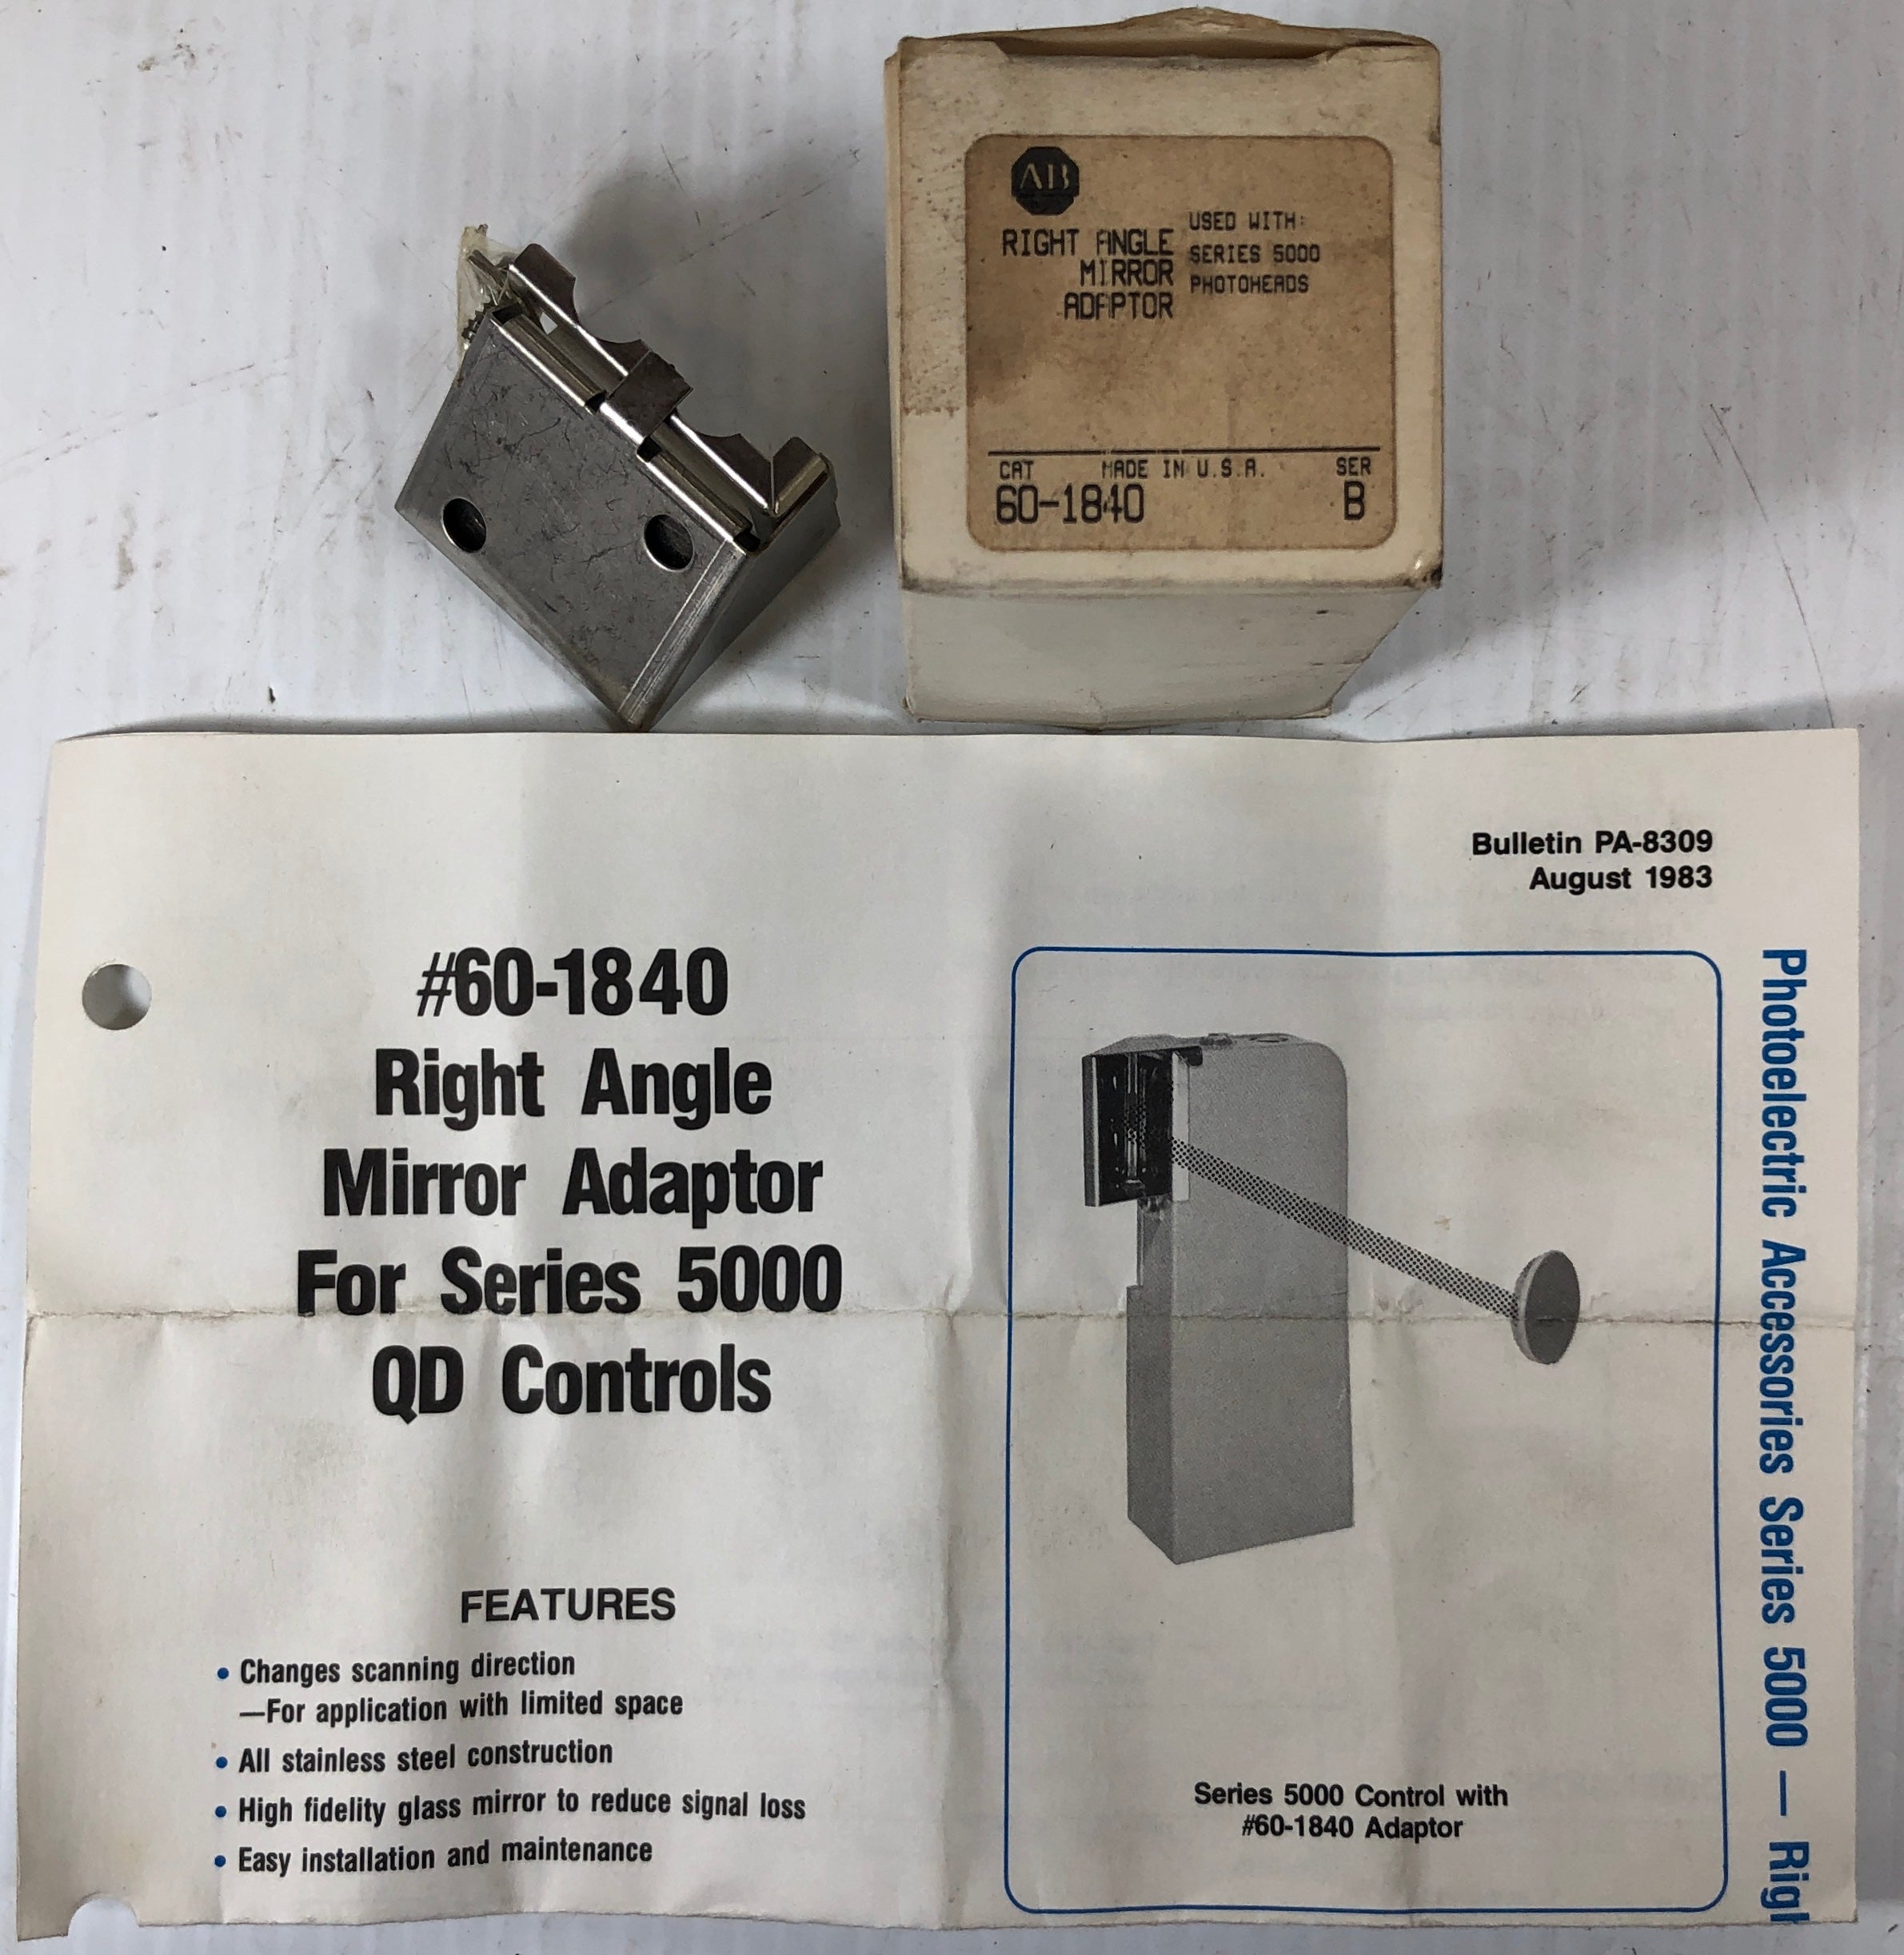 AB
RIGHT ANGLE
MIRROR
ADAPTOR
USED WITH:
SERIES 5000
PHOTOHEADS
CAT MADE IN U.S.A. SER
60-1840 B
Bulletin PA-8309
August 1983
#60-1840
Right Angle
Mirror Adaptor
For Series 5000
QD Controls
FEATURES
• Changes scanning direction
—For application with limited space
• All stainless steel construction
• High fidelity glass mirror to reduce signal loss
• Easy installation and maintenance
Series 5000 Control with
#60-1840 Adaptor
Photoelectric Accessories Series 5000 — Righ